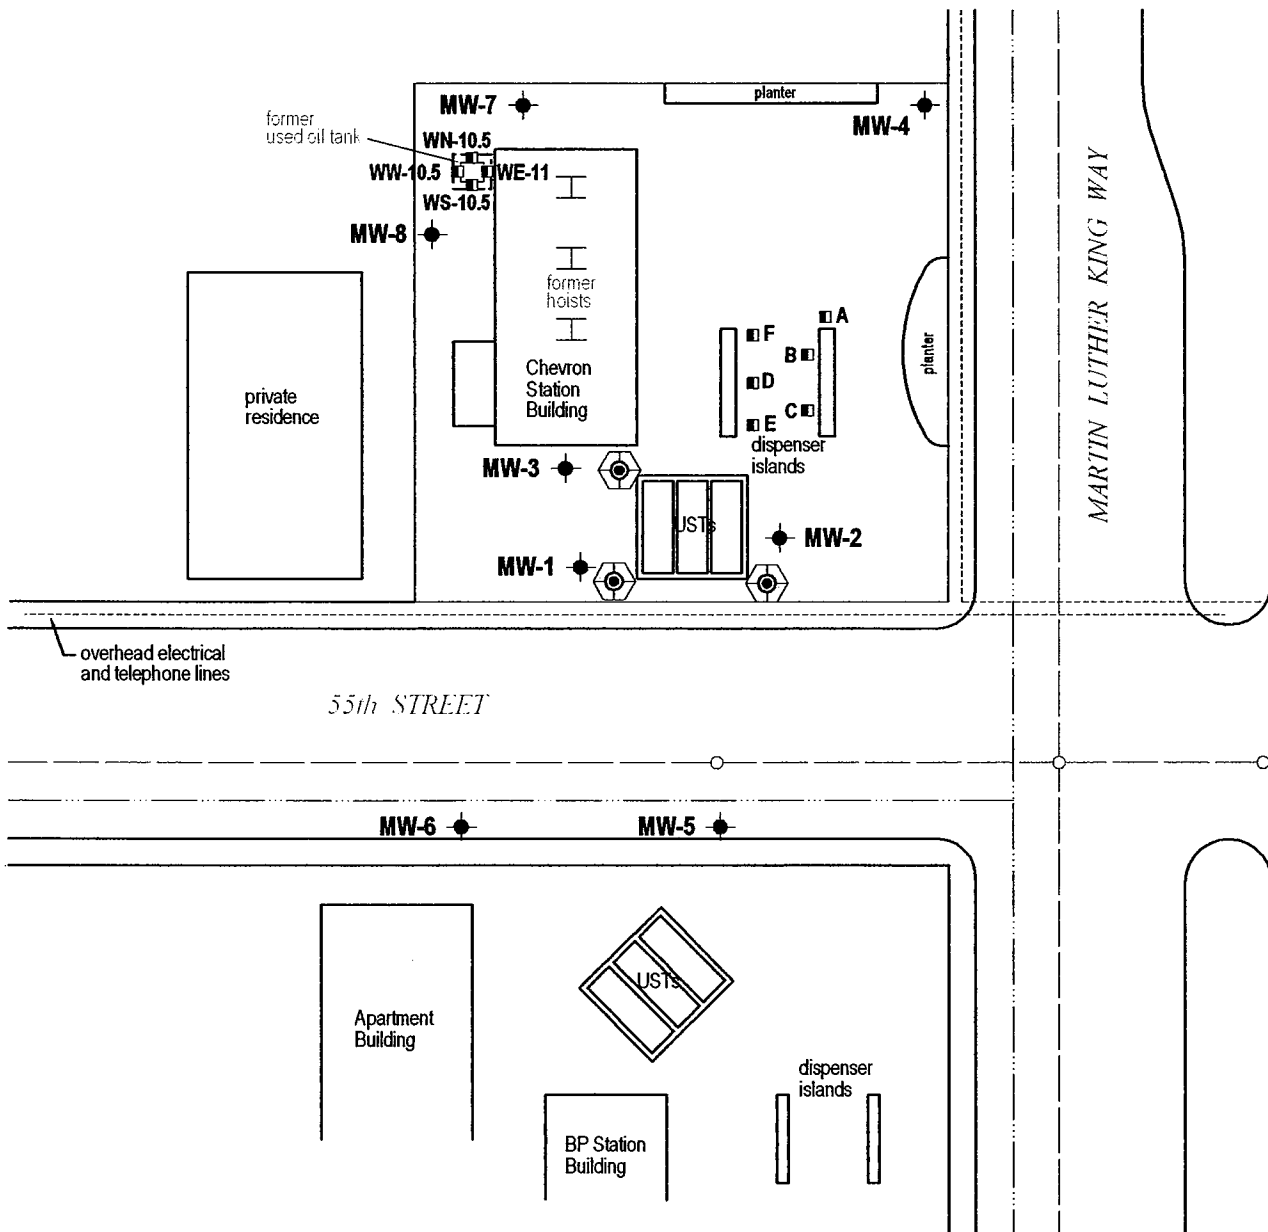 planter
MW-7
MW-4
former
used oil tank
WN-10.5
WW-10.5
WE-11
WS-10.5
MW-8
former
hoists
MARTIN LUTHER KING WAY
A
F
B
planter
D
C
E
private
residence
Chevron
Station
Building
dispenser
islands
MW-3
USTs
MW-2
MW-1
overhead electrical
and telephone lines
55th STREET
MW-6
MW-5
USTs
Apartment
Building
dispenser
islands
BP Station
Building